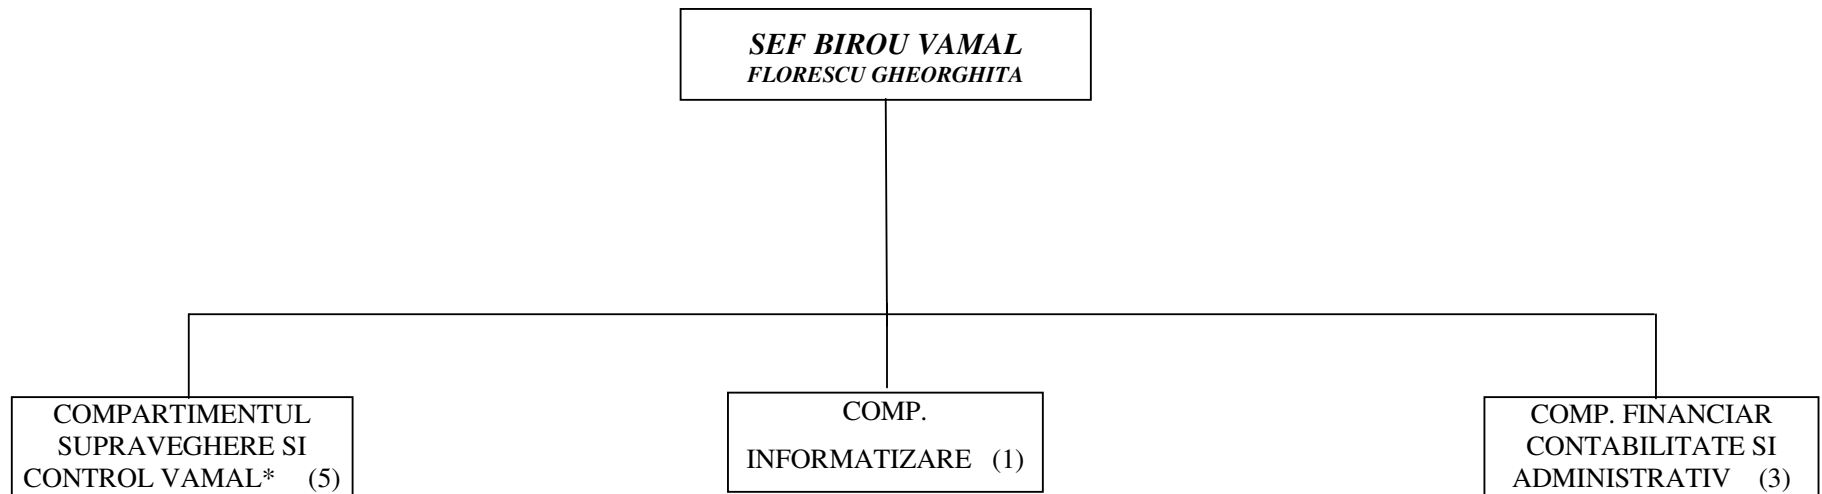 SEF BIROU VAMAL
FLORESCU GHEORGHITA
COMPARTIMENTUL
SUPRAVEGHERE SI
CONTROL VAMAL* (5)
COMP.
INFORMATIZARE (1)
COMP. FINANCIAR
CONTABILITATE SI
ADMINISTRATIV (3)